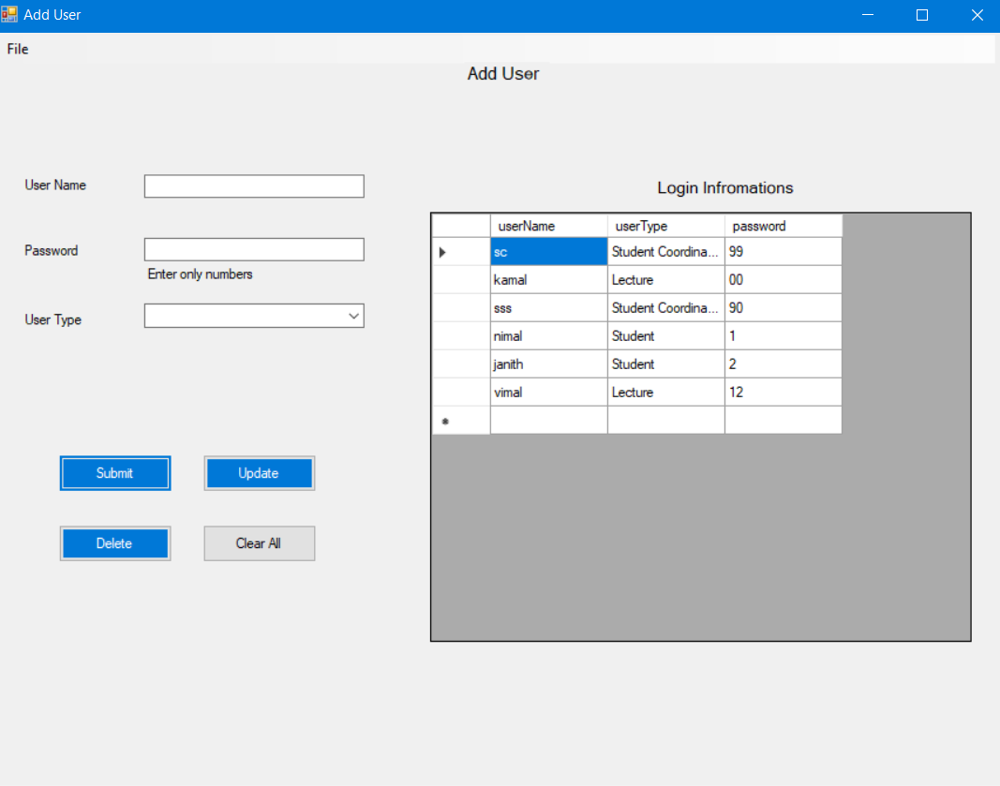 Add User
File
Add User
User Name
Password
Enter only numbers
User Type
Submit Update
Delete Clear All
Login Infromations
userName userType password
sc Student Coordina... 99
kamal Lecture 00
sss Student Coordina... 90
nimal Student 1
janith Student 2
vimal Lecture 12